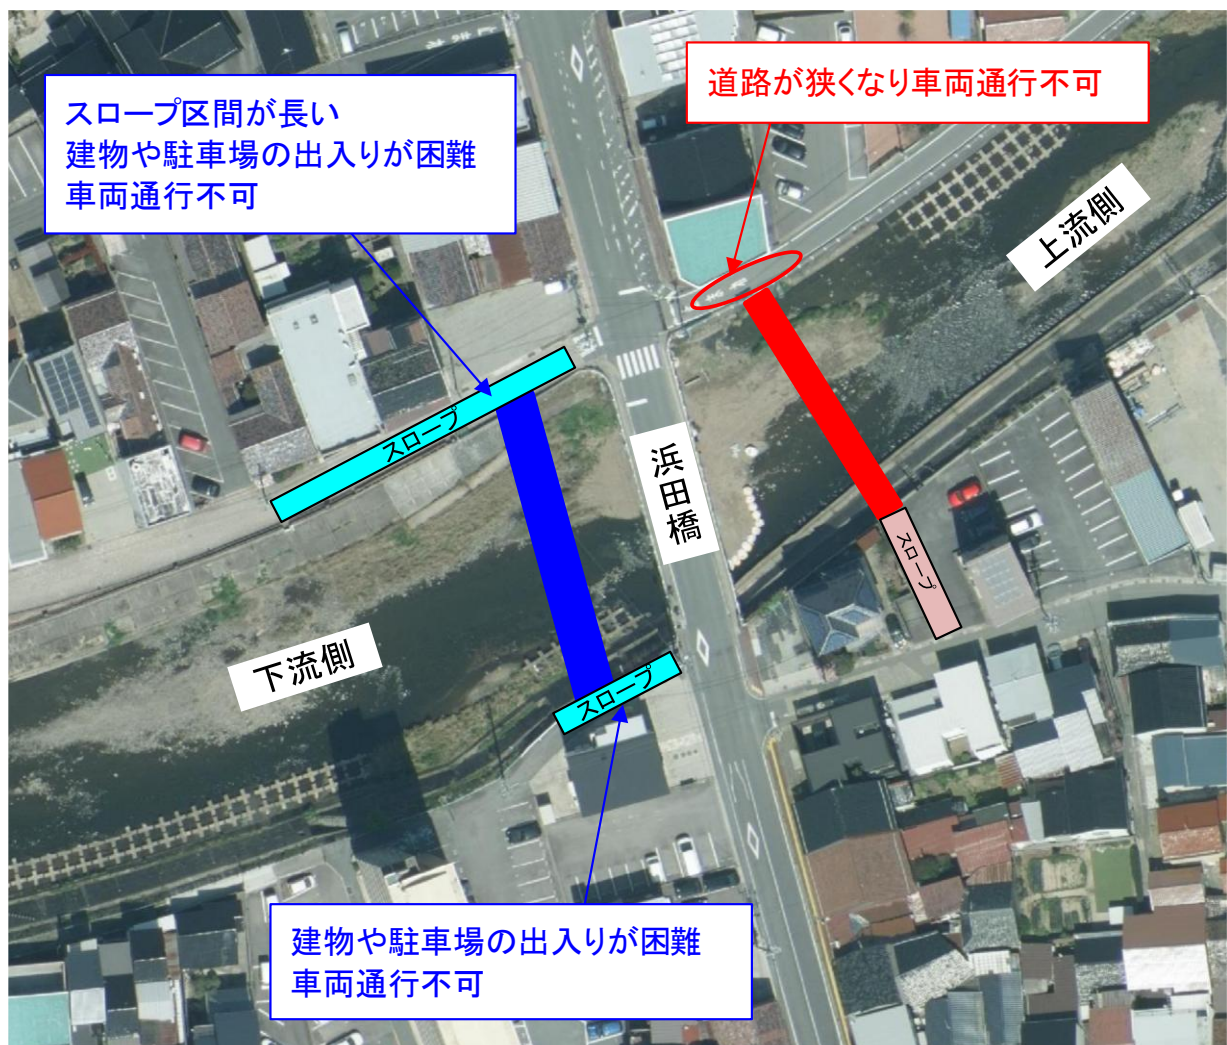 スロープ区間が長い
建物や駐車場の出入りが困難
車両通行不可
道路が狭くなり車両通行不可
上流側
スロープ
浜田橋
スロープ
下流側
スロープ
建物や駐車場の出入りが困難
車両通行不可